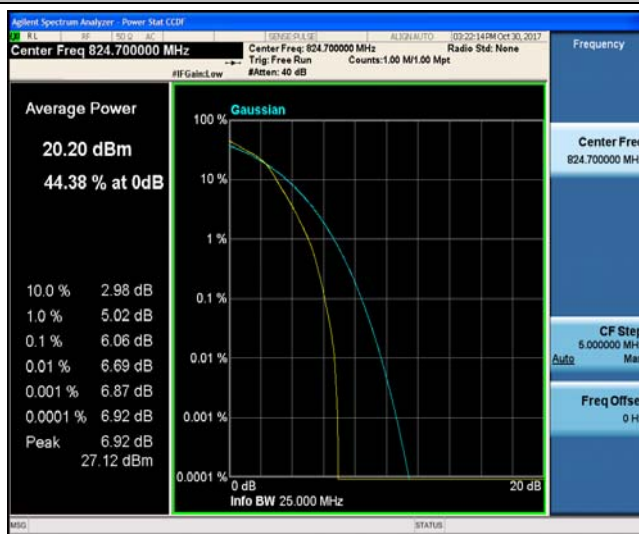 Agilent Spectrum Analyzer - Power Stat CCDF
RL RF 50 Ω AC SENSE:PULSE ALIGN AUTO 03:22:14 PM Oct 30, 2017
Center Freq 824.700000 MHz
Center Freq: 824.700000 MHz Radio Std: None
Trig: Free Run Counts:1.00 M/1.00 Mpt
#IFGain:Low #Atten: 40 dB
Frequency
Average Power
20.20 dBm
44.38 % at 0dB
10.0 % 2.98 dB
1.0 % 5.02 dB
0.1 % 6.06 dB
0.01 % 6.69 dB
0.001 % 6.87 dB
0.0001 % 6.92 dB
Peak 6.92 dB
27.12 dBm
Gaussian
100 %
10 %
1 %
0.1 %
0.01 %
0.001 %
0.0001 %
0 dB 20 dB
Info BW 25.000 MHz
Center Fre
824.700000 MH
CF Step
5.000000 MH
Auto Ma
Freq Offse
0 H
MSG STATUS